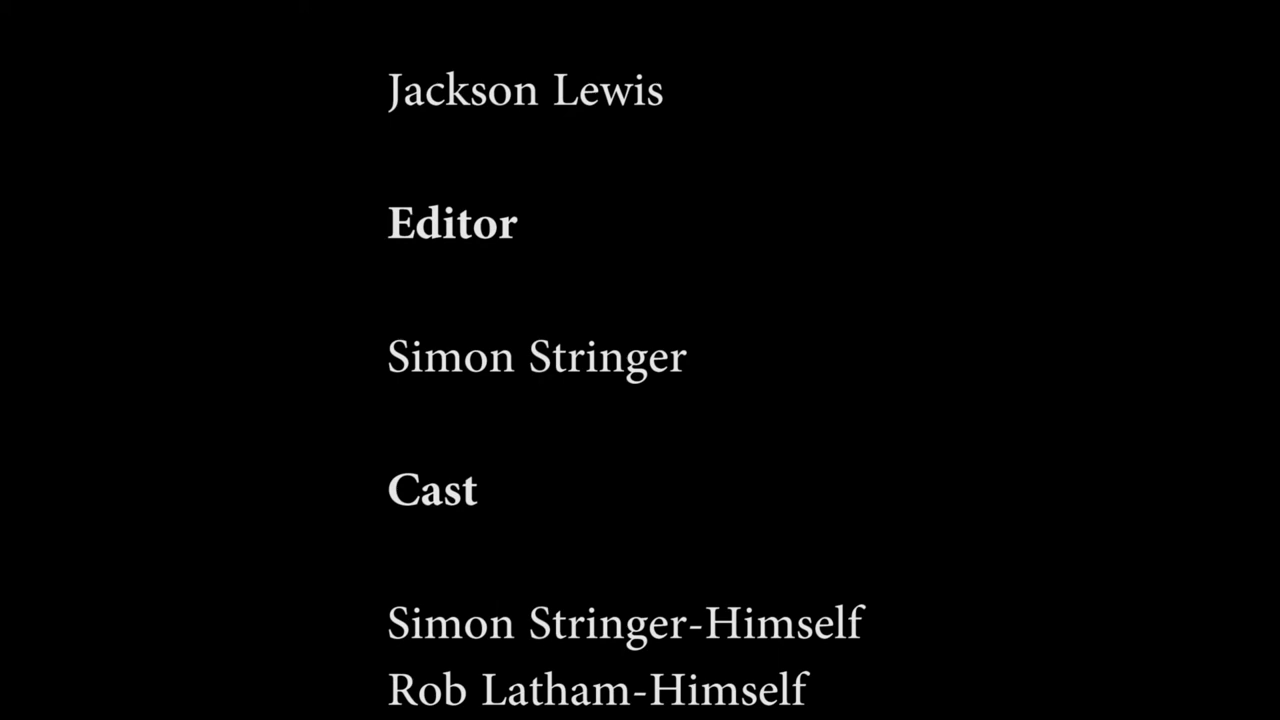 Jackson Lewis
Editor
Simon Stringer
Cast
Simon Stringer-Himself
Rob Latham-Himself